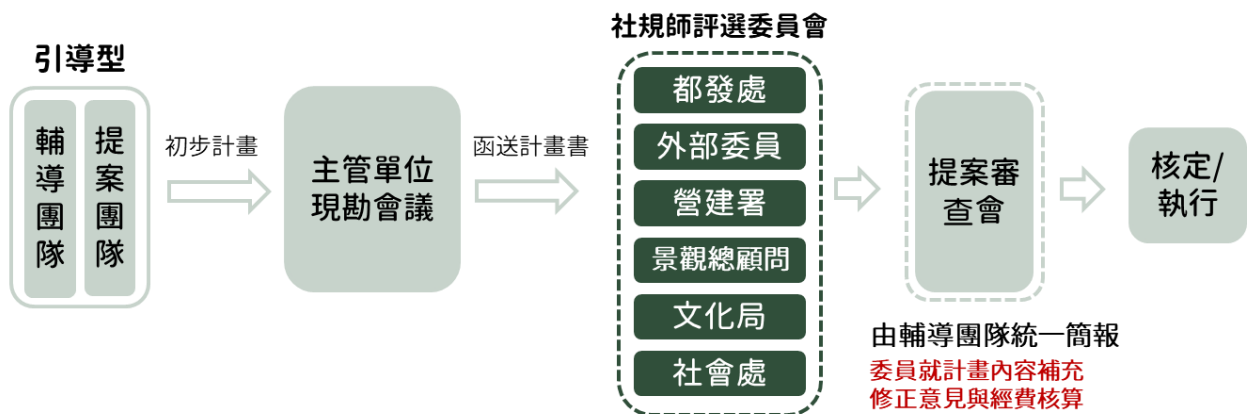 引導型
輔導團隊
提案團隊
初步計畫
主管單位
現勘會議
函送計畫書
社規師評選委員會
都發處
外部委員
營建署
景觀總顧問
文化局
社會處
提案審
查會
由輔導團隊統一簡報
委員就計畫內容補充
修正意見與經費核算
核定/
執行